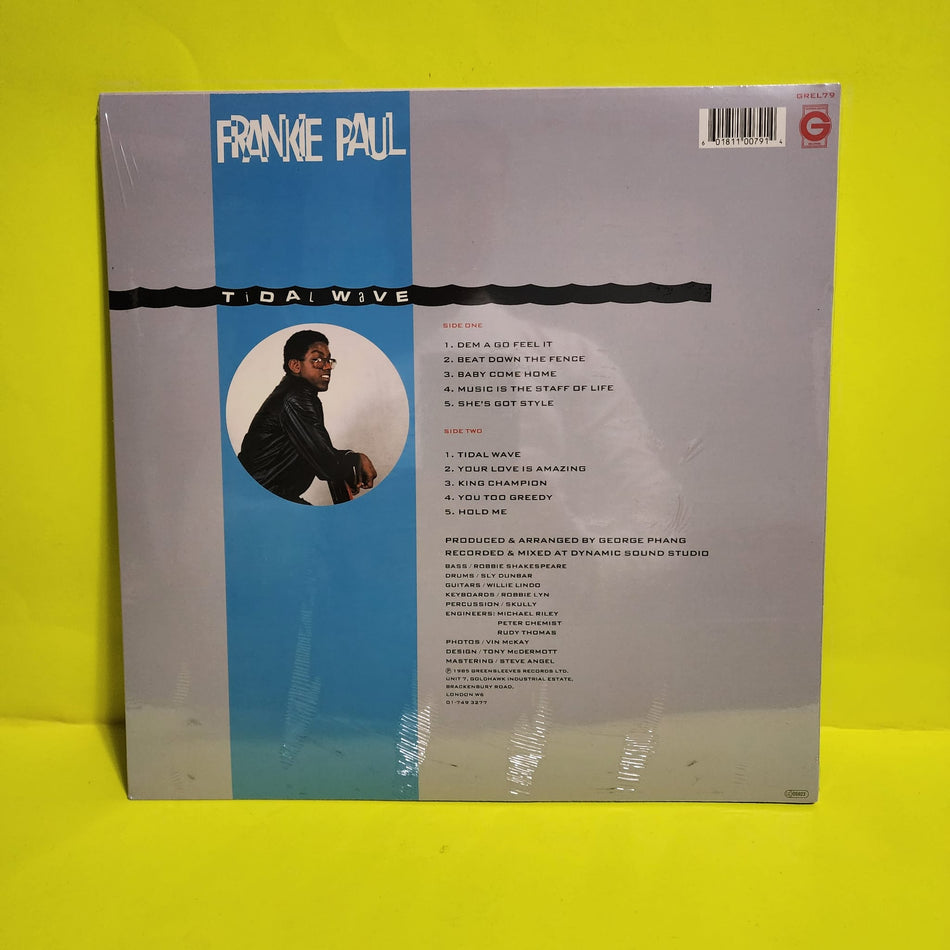 GREL79
FRANKIE PAUL
6 01811 00791 4
G
TiDAl WaVE
SIDE ONE
1. DEM A GO FEEL IT
2. BEAT DOWN THE FENCE
3. BABY COME HOME
4. MUSIC IS THE STAFF OF LIFE
5. SHE'S GOT STYLE
SIDE TWO
1. TIDAL WAVE
2. YOUR LOVE IS AMAZING
3. KING CHAMPION
4. YOU TOO GREEDY
5. HOLD ME
PRODUCED & ARRANGED BY GEORGE PHANG
RECORDED & MIXED AT DYNAMIC SOUND STUDIO
BASS / ROBBIE SHAKESPEARE
DRUMS / SLY DUNBAR
GUITARS / WILLIE LINDO
KEYBOARDS / ROBBIE LYN
PERCUSSION / SKULLY
ENGINEERS: MICHAEL RILEY
PETER CHEMIST
RUDY THOMAS
PHOTOS / VIN McKAY
DESIGN / TONY McDERMOTT
MASTERING / STEVE ANGEL
℗ 1985 GREENSLEEVES RECORDS LTD.
UNIT 7, GOLDHAWK INDUSTRIAL ESTATE,
BRACKENBURY ROAD,
LONDON W6
01-749 3277